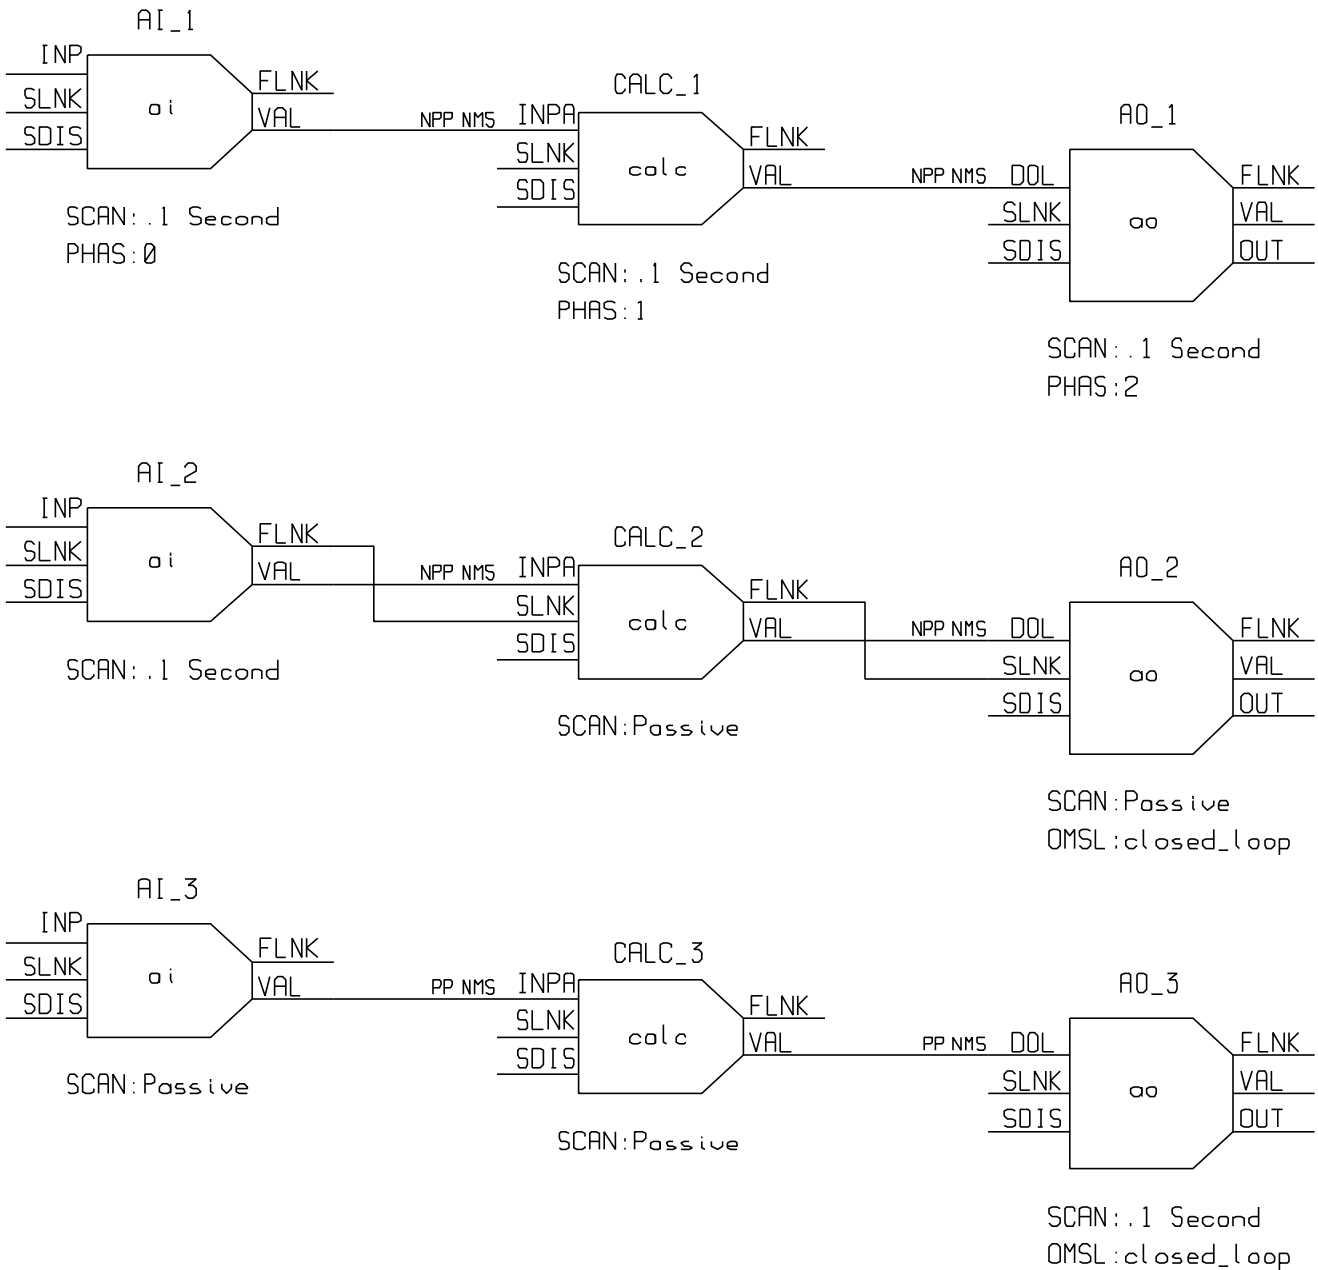 AI_1
INP
FLNK
SLNK
ai
VAL
SDIS
SCAN:.1 Second
PHAS:0
CALC_1
NPP NMS INPA
FLNK
SLNK
calc
VAL
SDIS
SCAN:.1 Second
PHAS:1
AO_1
NPP NMS DOL
FLNK
SLNK
ao
VAL
SDIS
OUT
SCAN:.1 Second
PHAS:2
AI_2
INP
FLNK
SLNK
ai
VAL
SDIS
SCAN:.1 Second
CALC_2
NPP NMS INPA
FLNK
SLNK
calc
VAL
SDIS
SCAN:Passive
AO_2
NPP NMS DOL
FLNK
SLNK
ao
VAL
SDIS
OUT
SCAN:Passive
OMSL:closed_loop
AI_3
INP
FLNK
SLNK
ai
VAL
SDIS
SCAN:Passive
CALC_3
PP NMS INPA
FLNK
SLNK
calc
VAL
SDIS
SCAN:Passive
AO_3
PP NMS DOL
FLNK
SLNK
ao
VAL
SDIS
OUT
SCAN:.1 Second
OMSL:closed_loop